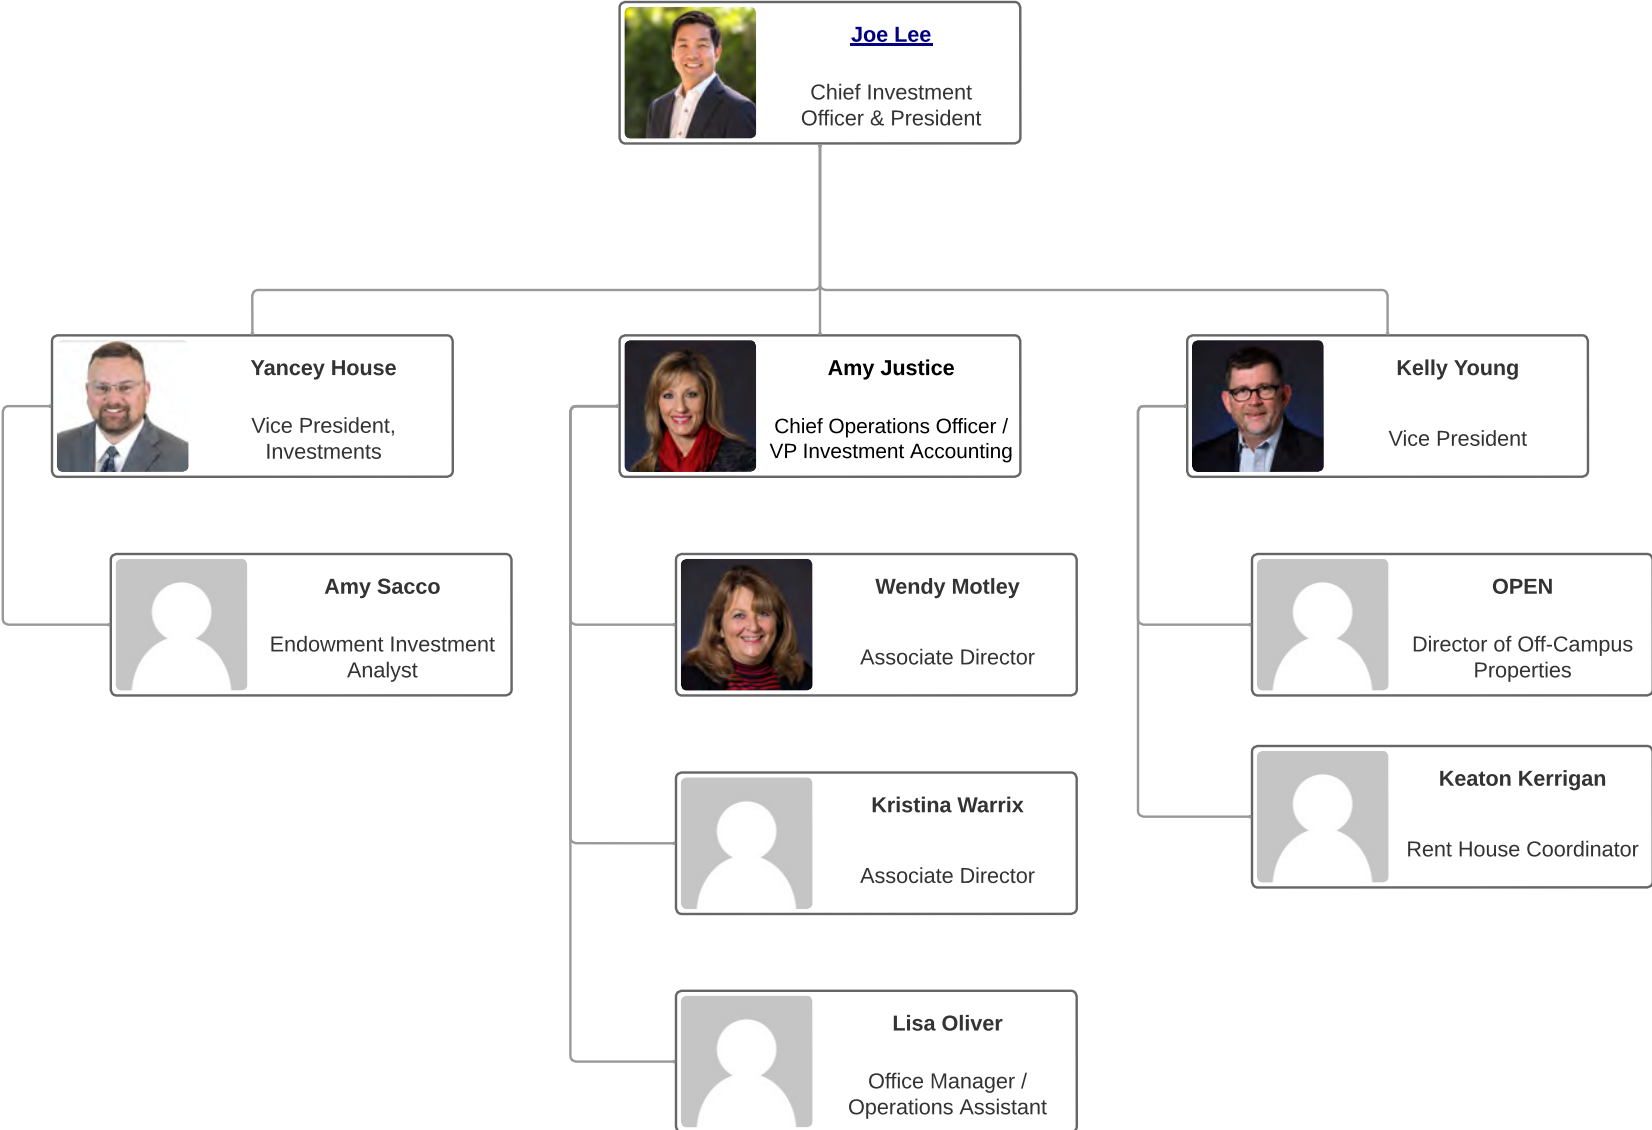 Joe Lee
Chief Investment
Officer & President
Yancey House
Vice President,
Investments
Amy Justice
Chief Operations Officer /
VP Investment Accounting
Kelly Young
Vice President
Amy Sacco
Endowment Investment
Analyst
Wendy Motley
Associate Director
OPEN
Director of Off-Campus
Properties
Kristina Warrix
Associate Director
Keaton Kerrigan
Rent House Coordinator
Lisa Oliver
Office Manager /
Operations Assistant